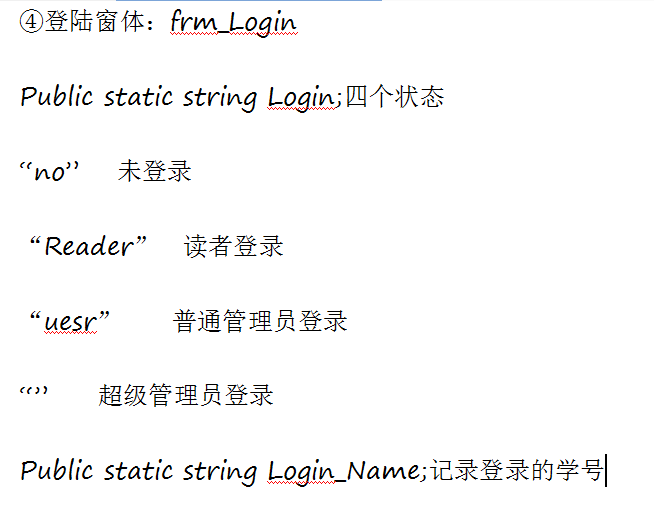 ④登陆窗体：frm_Login
Public static string Login;四个状态
“no” 未登录
“Reader” 读者登录
“uesr” 普通管理员登录
“” 超级管理员登录
Public static string Login_Name;记录登录的学号